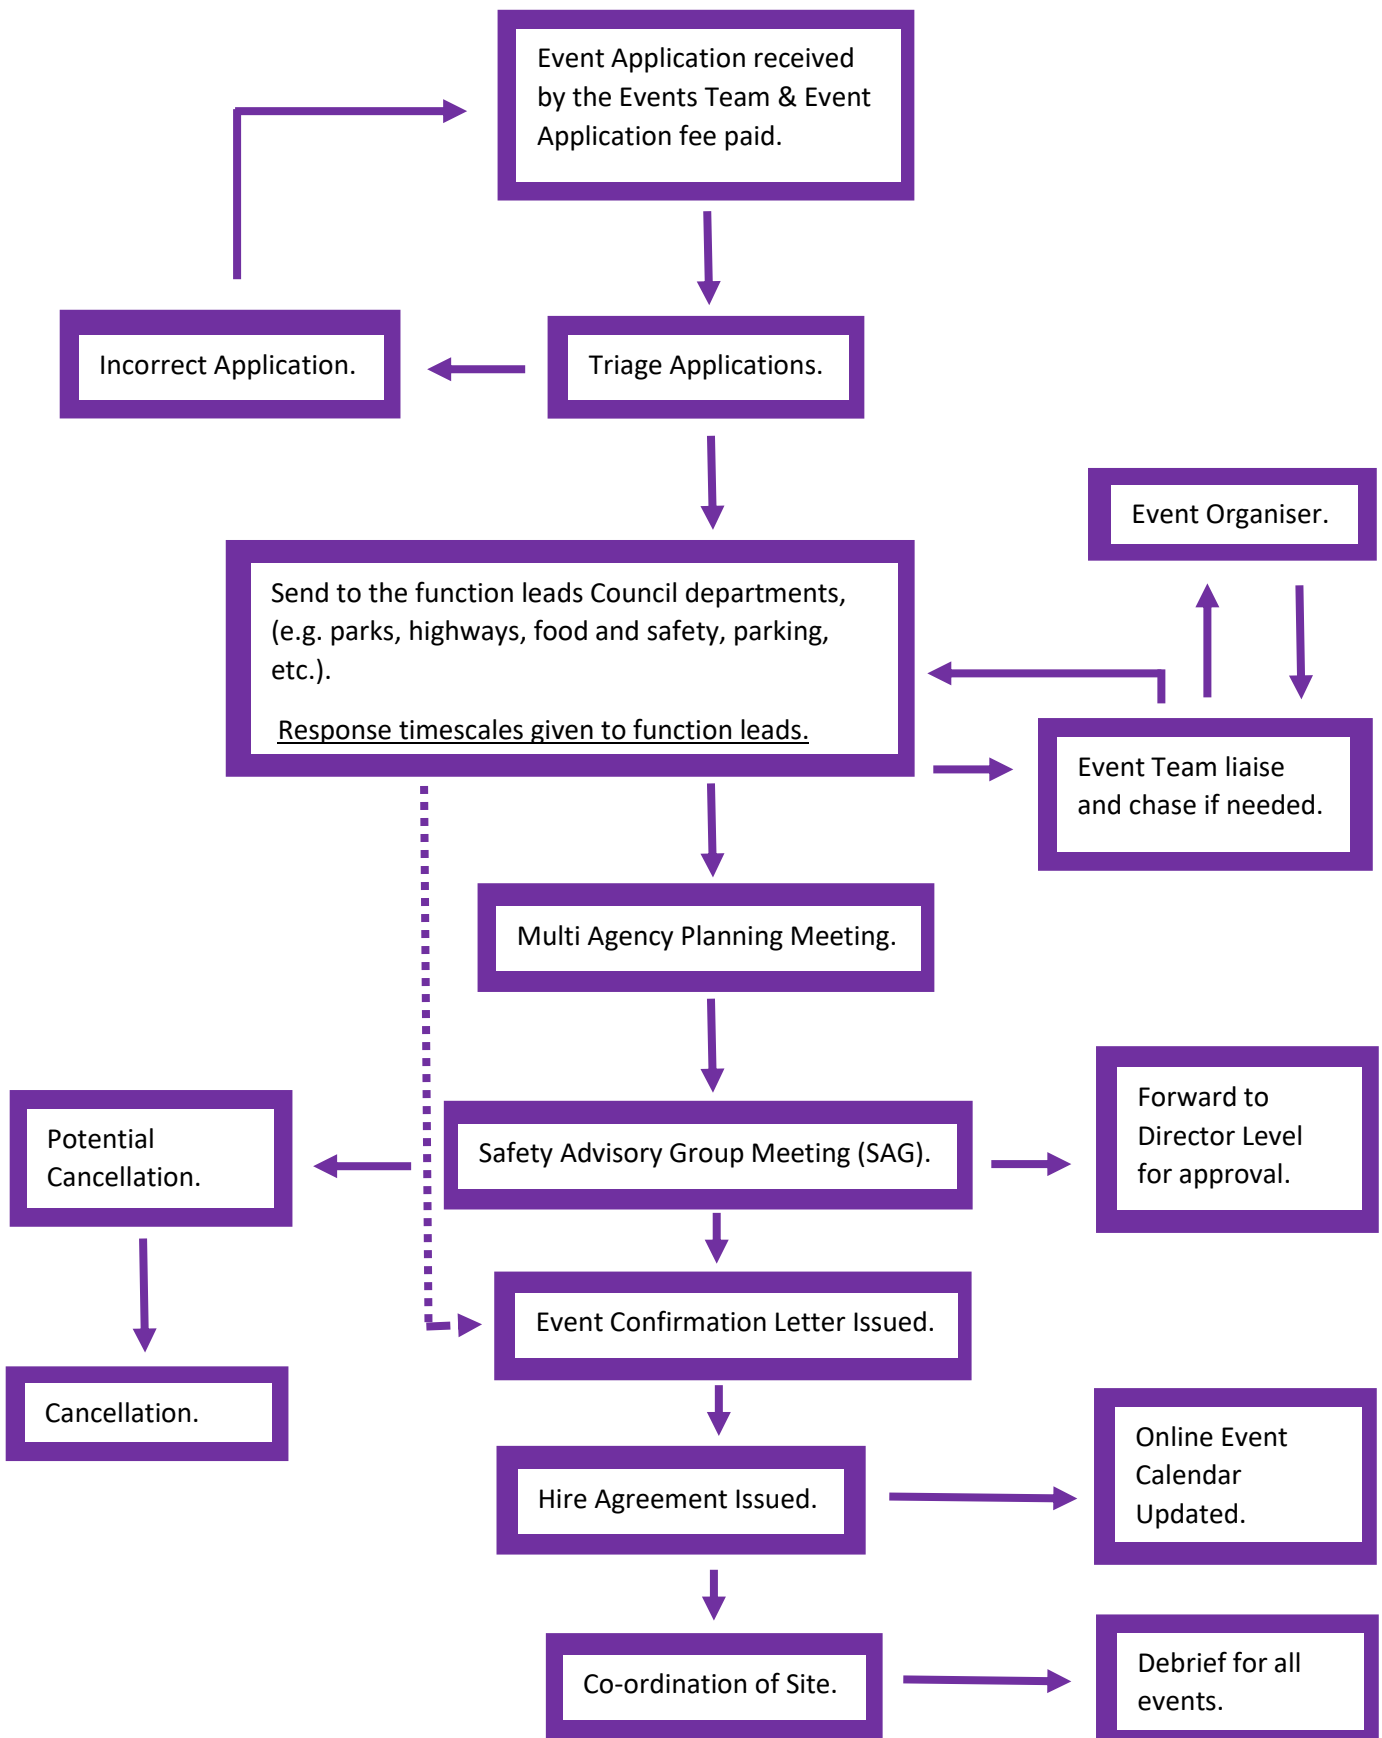 Event Application received
by the Events Team & Event
Application fee paid.
Incorrect Application.
Triage Applications.
Event Organiser.
Send to the function leads Council departments,
(e.g. parks, highways, food and safety, parking,
etc.).
Response timescales given to function leads.
Event Team liaise
and chase if needed.
Multi Agency Planning Meeting.
Potential
Cancellation.
Safety Advisory Group Meeting (SAG).
Forward to
Director Level
for approval.
Event Confirmation Letter Issued.
Cancellation.
Hire Agreement Issued.
Online Event
Calendar
Updated.
Co-ordination of Site.
Debrief for all
events.